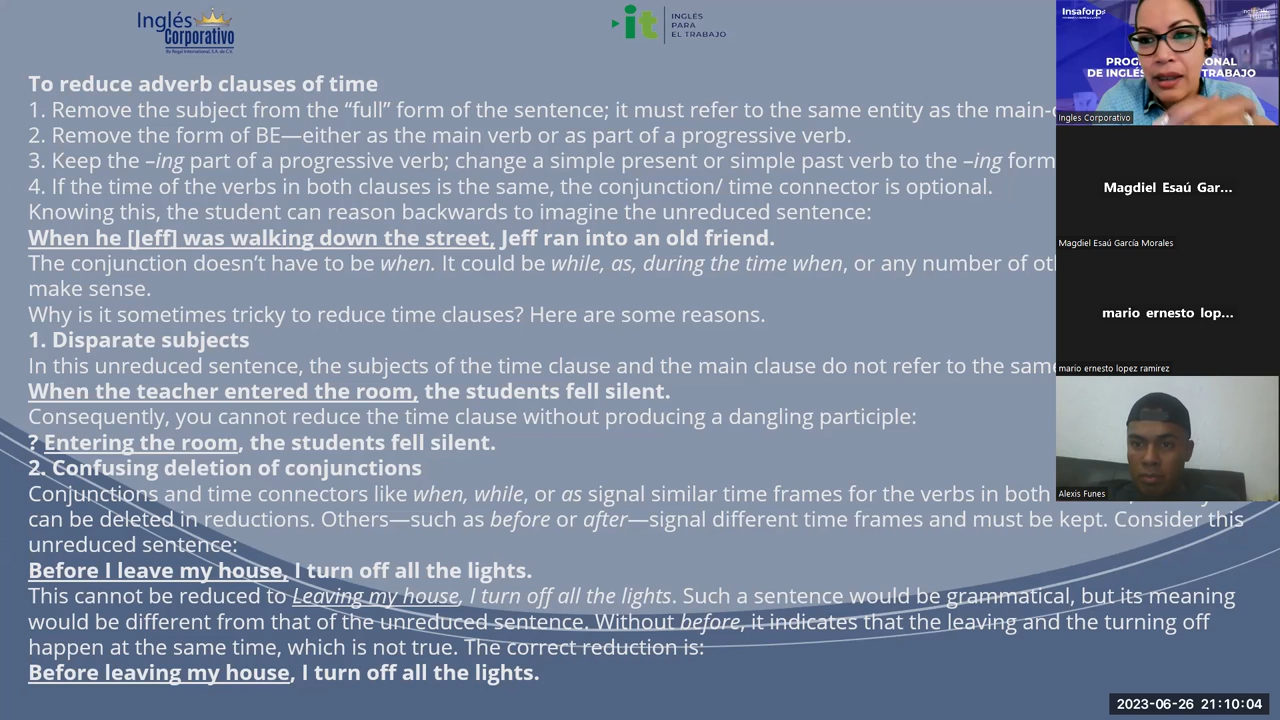 Inglés
Corporativo
By Regal International, S.A. de C.V.
it
INGLÉS
PARA
EL TRABAJO
To reduce adverb clauses of time
1. Remove the subject from the “full” form of the sentence; it must refer to the same entity as the main-
2. Remove the form of BE—either as the main verb or as part of a progressive verb.
3. Keep the –ing part of a progressive verb; change a simple present or simple past verb to the –ing form
4. If the time of the verbs in both clauses is the same, the conjunction/ time connector is optional.
Knowing this, the student can reason backwards to imagine the unreduced sentence:
When he [Jeff] was walking down the street, Jeff ran into an old friend.
The conjunction doesn’t have to be when. It could be while, as, during the time when, or any number of
make sense.
Why is it sometimes tricky to reduce time clauses? Here are some reasons.
1. Disparate subjects
In this unreduced sentence, the subjects of the time clause and the main clause do not refer to the same
When the teacher entered the room, the students fell silent.
Consequently, you cannot reduce the time clause without producing a dangling participle:
? Entering the room, the students fell silent.
2. Confusing deletion of conjunctions
Conjunctions and time connectors like when, while, or as signal similar time frames for the verbs in both
can be deleted in reductions. Others—such as before or after—signal different time frames and must be kept. Consider this
unreduced sentence:
Before I leave my house, I turn off all the lights.
This cannot be reduced to Leaving my house, I turn off all the lights. Such a sentence would be grammatical, but its meaning
would be different from that of the unreduced sentence. Without before, it indicates that the leaving and the turning off
happen at the same time, which is not true. The correct reduction is:
Before leaving my house, I turn off all the lights.
Insaforp
DE INGLÉS TRABAJO
Ingles Corporativo
Magdiel Esaú Gar...
Magdiel Esaú García Morales
mario ernesto lop...
mario ernesto lopez ramirez
Alexis Funes
2023-06-26 21:10:04